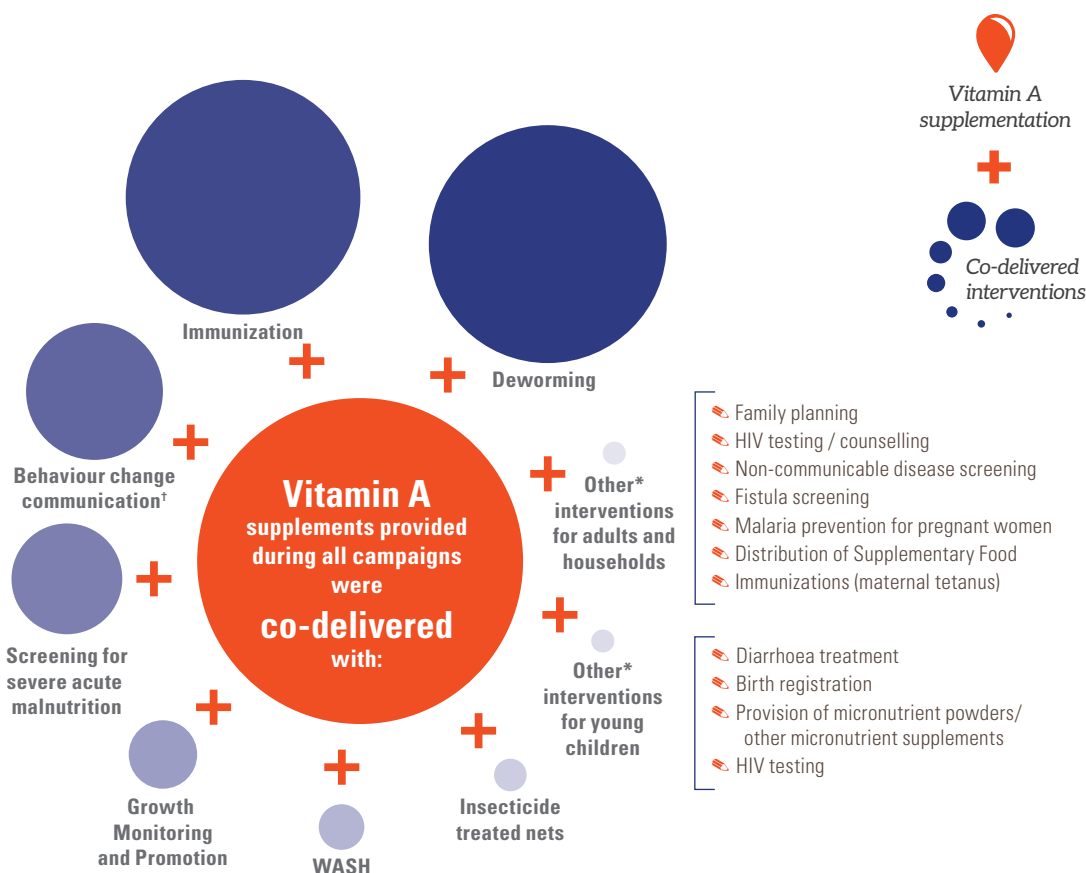 Vitamin A
supplementation
Co-delivered
interventions
Immunization
Deworming
Behaviour change
communication†
Screening for
severe acute
malnutrition
Growth
Monitoring
and Promotion
WASH
Insecticide
treated nets
Vitamin A
supplements provided
during all campaigns
were
co-delivered
with:
Other*
interventions
for adults and
households
Family planning
HIV testing / counselling
Non-communicable disease screening
Fistula screening
Malaria prevention for pregnant women
Distribution of Supplementary Food
Immunizations (maternal tetanus)
Other*
interventions
for young
children
Diarrhoea treatment
Birth registration
Provision of micronutrient powders/
other micronutrient supplements
HIV testing